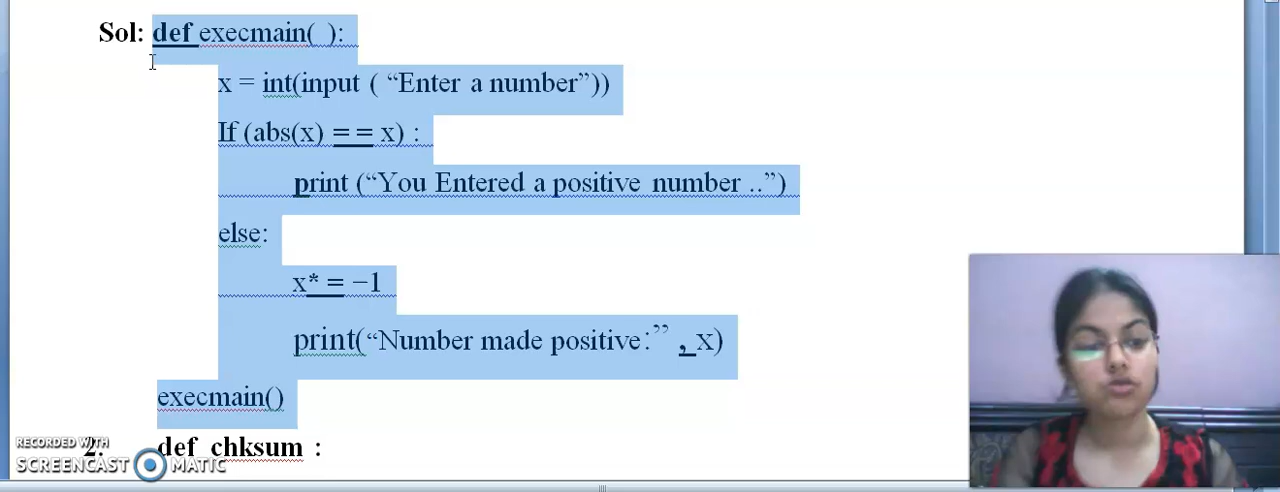 Sol: def execmain( ):
x = int(input ( “Enter a number”))
If (abs(x) = = x) :
print (“You Entered a positive number ..”)
else:
x* = −1
print(“Number made positive:” , x)
execmain()
2. def chksum :
RECORDED WITH
SCREENCAST MATIC